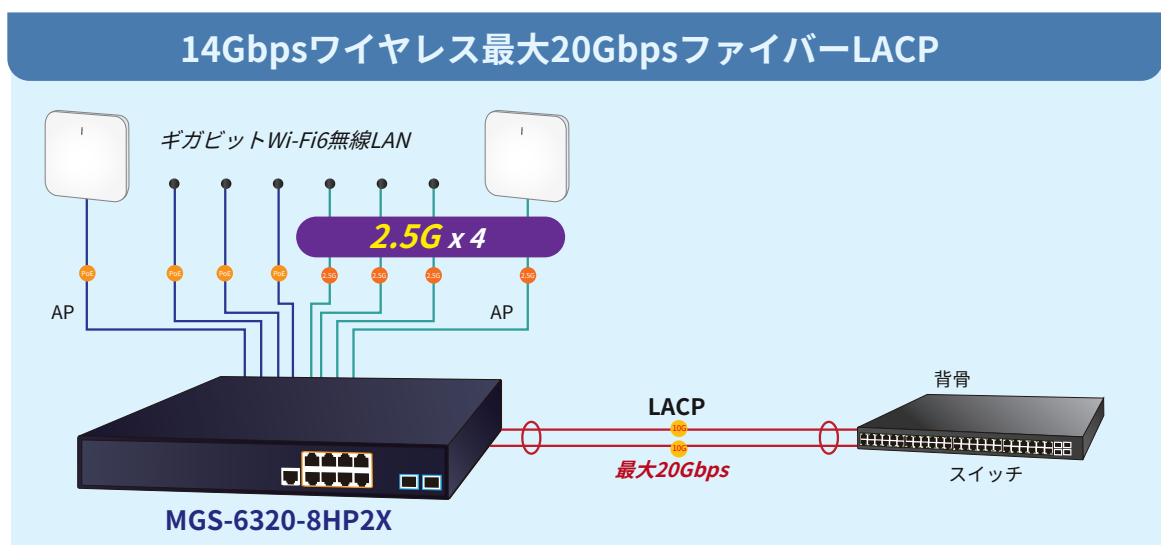 14Gbpsワイヤレス最大20GbpsファイバーLACP
ギガビットWi-Fi6無線LAN
2.5G x 4
PoE
PoE
PoE
PoE
2.5G
2.5G
2.5G
2.5G
AP
AP
背骨
LACP
10G
10G
最大20Gbps
スイッチ
MGS-6320-8HP2X